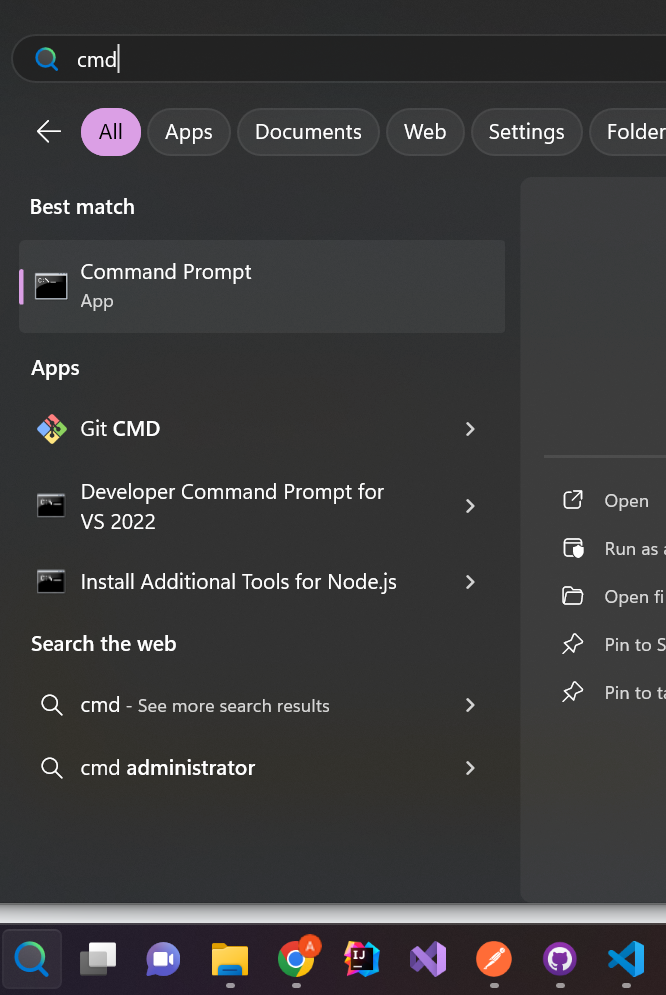 cmd
All Apps Documents Web Settings Folder
Best match
Command Prompt
App
Apps
Git CMD
Developer Command Prompt for
VS 2022
Install Additional Tools for Node.js
Search the web
cmd - See more search results
cmd administrator
Open
Run as a
Open fi
Pin to S
Pin to ta
A
IJ